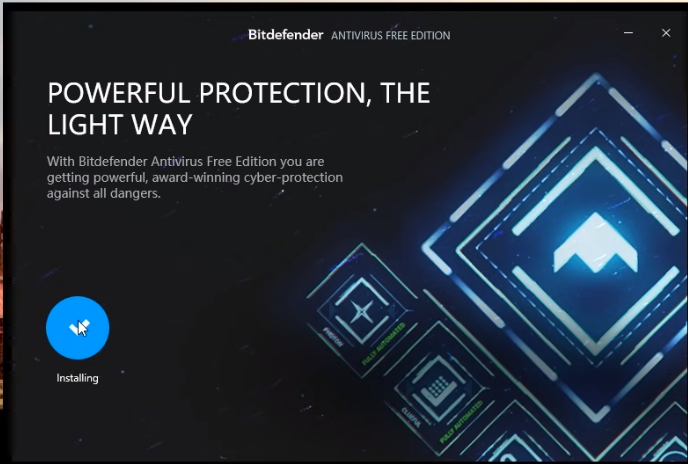 Bitdefender ANTIVIRUS FREE EDITION
POWERFUL PROTECTION, THE
LIGHT WAY
With Bitdefender Antivirus Free Edition you are
getting powerful, award-winning cyber-protection
against all dangers.
Installing
FULLY AUTOMATED
FULLY AUTOMATED